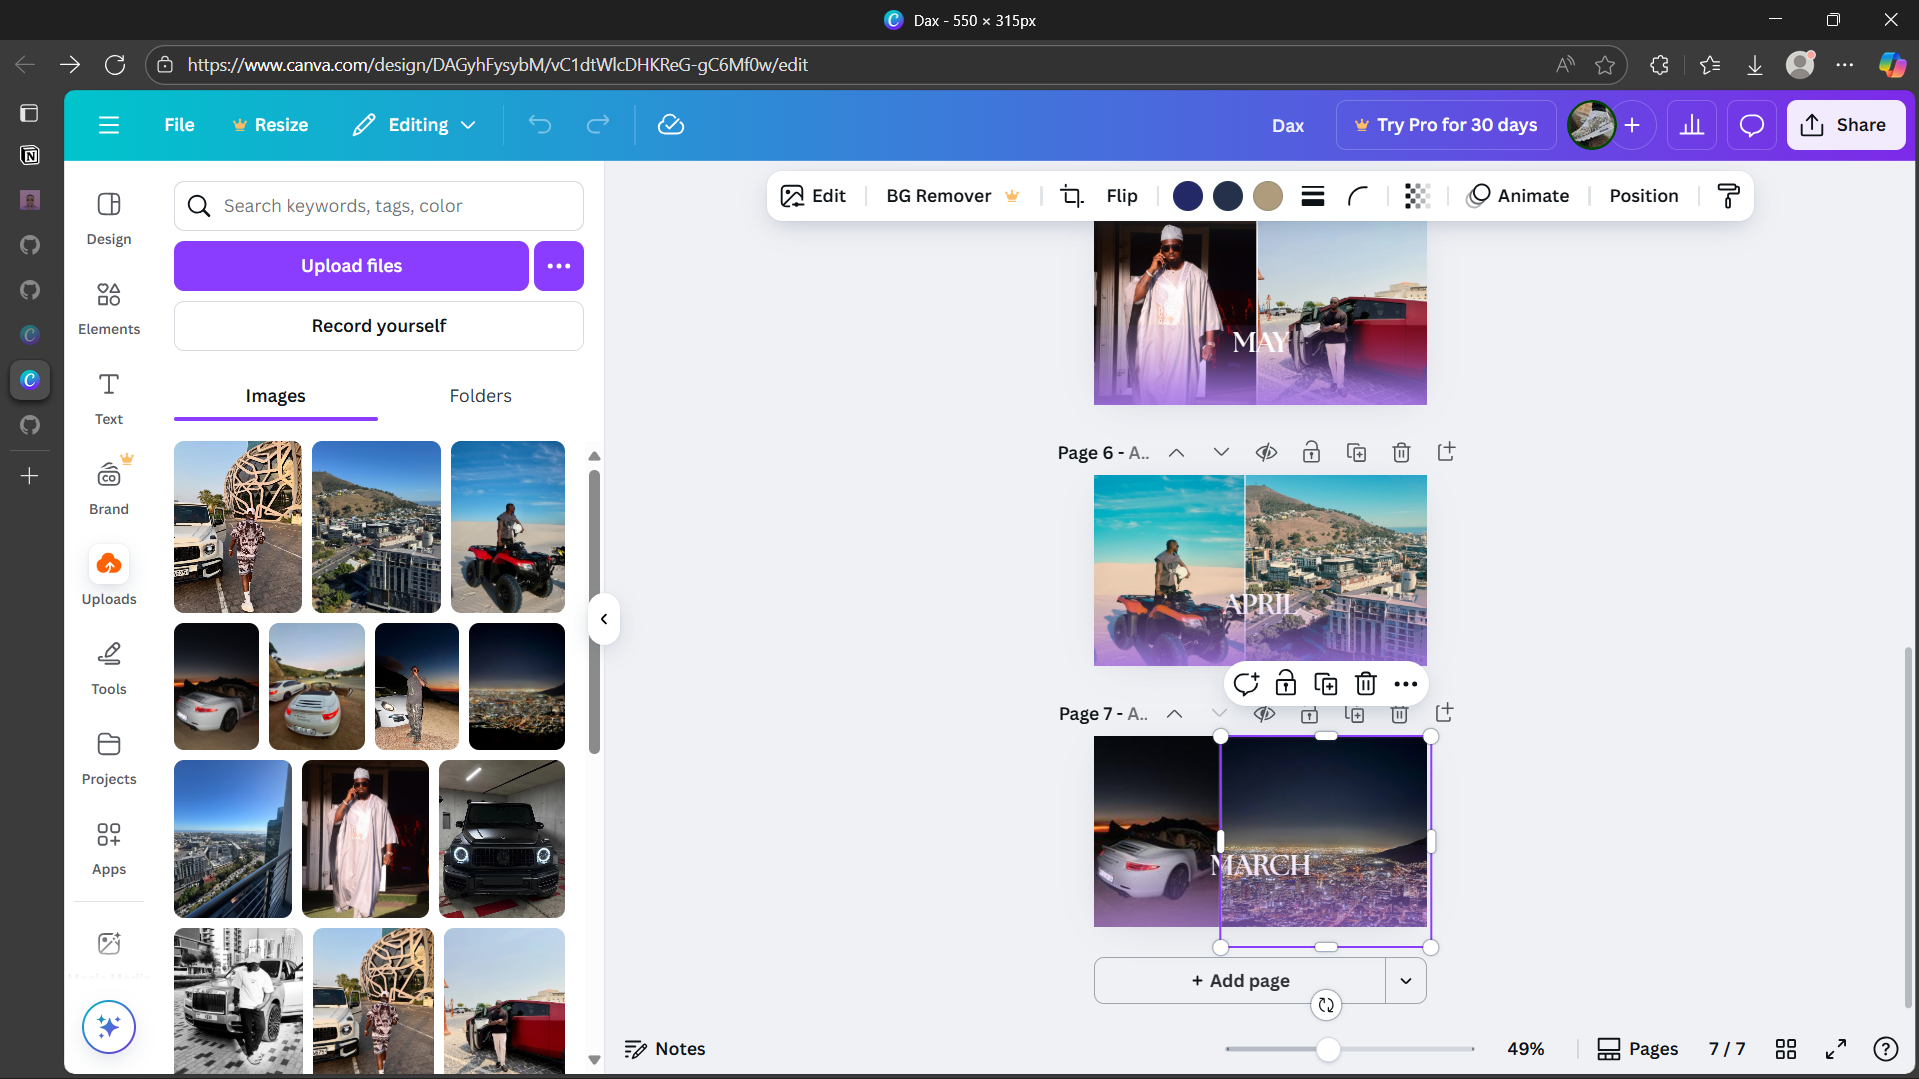 Dax - 550 × 315px
https://www.canva.com/design/DAGyhFysybM/vC1dtWlcDHKReG-gC6Mf0w/edit
File
Resize
Editing
Dax
Try Pro for 30 days
Share
Edit
BG Remover
Flip
Animate
Position
Design
Elements
Text
Brand
Uploads
Tools
Projects
Apps
Search keywords, tags, color
Upload files
Record yourself
Images
Folders
MAY
Page 6 - A..
APRIL
Page 7 - A..
MARCH
+ Add page
Notes
49%
Pages
7 / 7